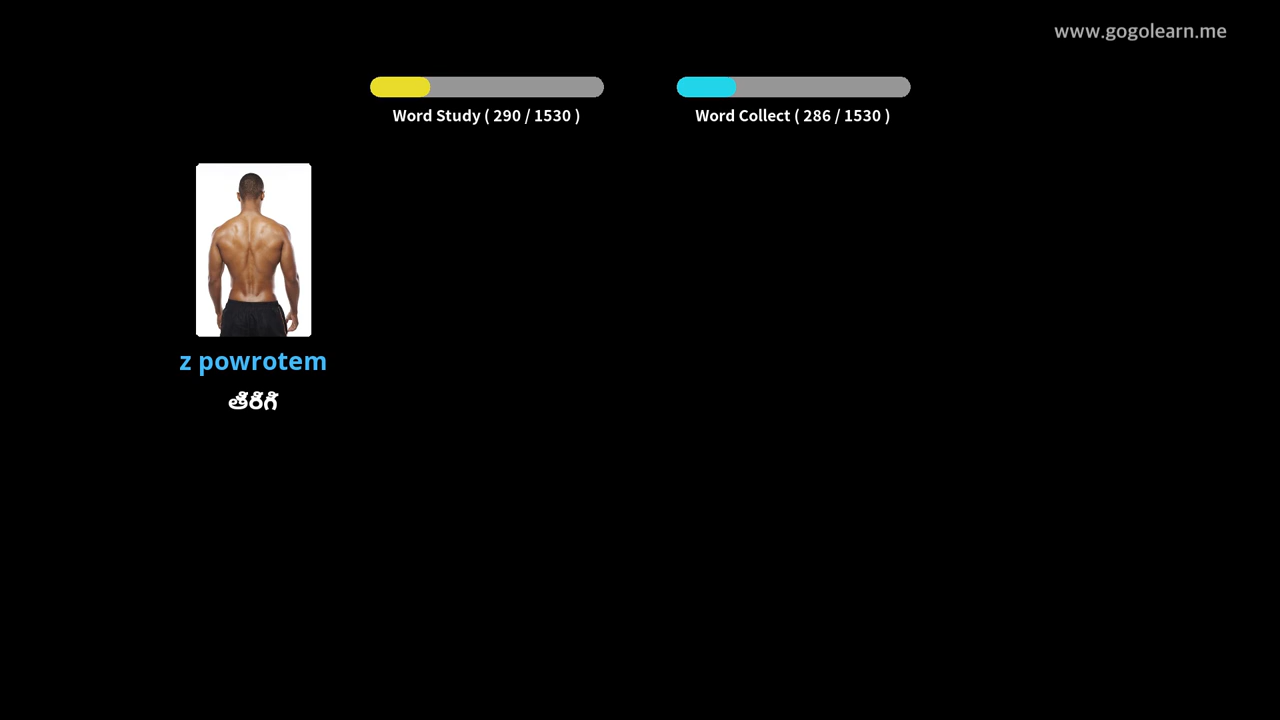 www.gogolearn.me
Word Study ( 290 / 1530 )
Word Collect ( 286 / 1530 )
z powrotem
తిరిగి